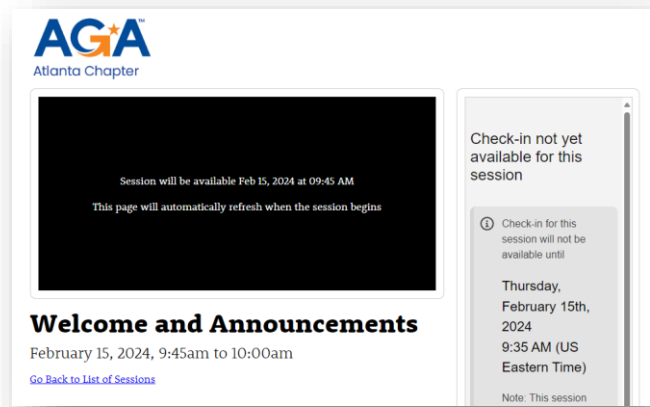 AGA
Atlanta Chapter
Session will be available Feb 15, 2024 at 09:45 AM
This page will automatically refresh when the session begins
Welcome and Announcements
February 15, 2024, 9:45am to 10:00am
Go Back to List of Sessions
Check-in not yet
available for this
session
Check-in for this
session will not be
available until
Thursday,
February 15th,
2024
9:35 AM (US
Eastern Time)
Note: This session